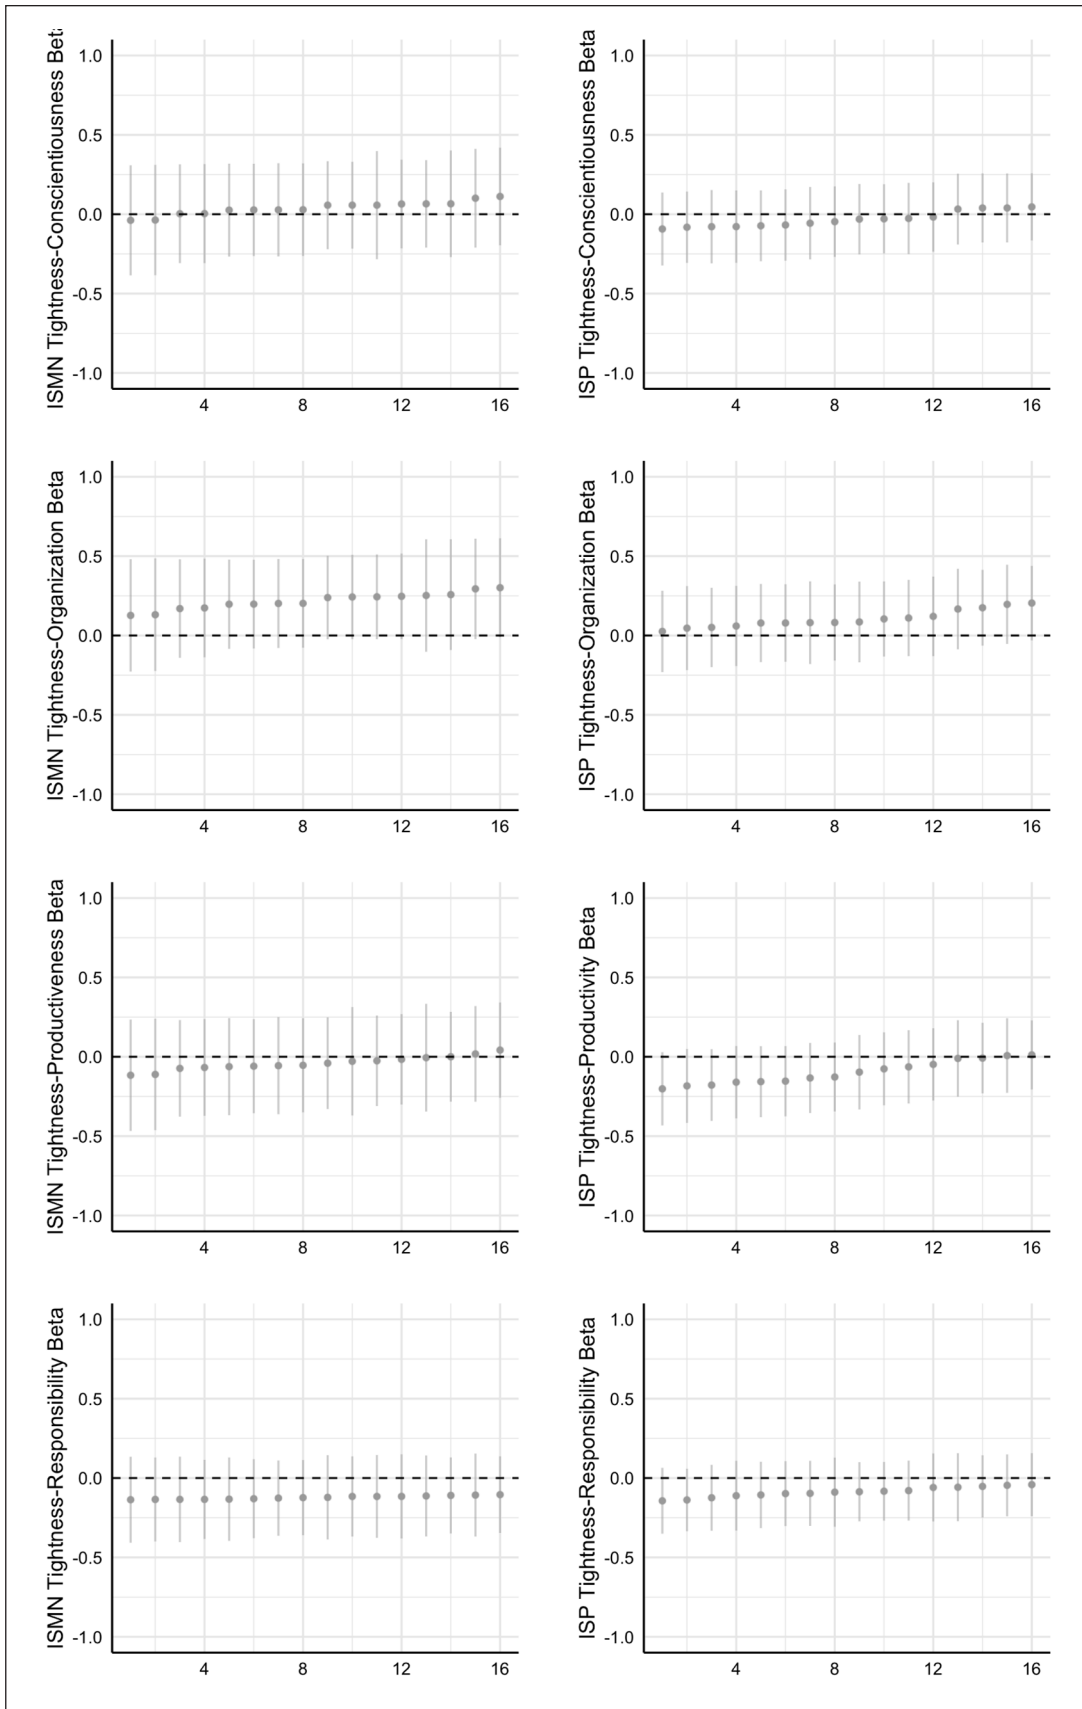 ISMN Tightness-Conscientiousness Beta
1.0
0.5
0.0
-0.5
-1.0
4 8 12 16
ISP Tightness-Conscientiousness Beta
1.0
0.5
0.0
-0.5
-1.0
4 8 12 16
ISMN Tightness-Organization Beta
1.0
0.5
0.0
-0.5
-1.0
4 8 12 16
ISP Tightness-Organization Beta
1.0
0.5
0.0
-0.5
-1.0
4 8 12 16
ISMN Tightness-Productiveness Beta
1.0
0.5
0.0
-0.5
-1.0
4 8 12 16
ISP Tightness-Productivity Beta
1.0
0.5
0.0
-0.5
-1.0
4 8 12 16
ISMN Tightness-Responsibility Beta
1.0
0.5
0.0
-0.5
-1.0
4 8 12 16
ISP Tightness-Responsibility Beta
1.0
0.5
0.0
-0.5
-1.0
4 8 12 16